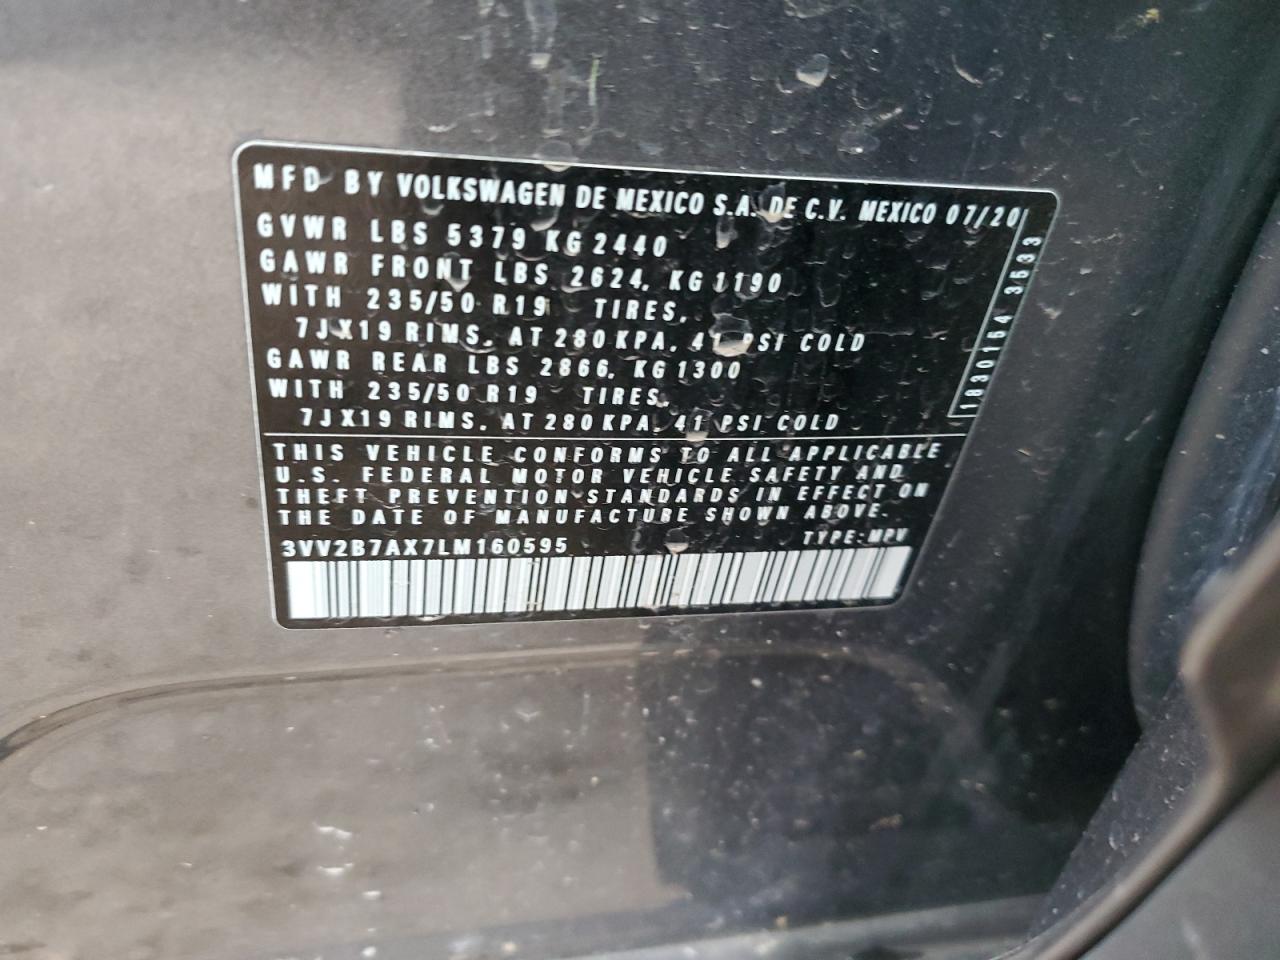 MFD BY VOLKSWAGEN DE MEXICO S.A. DE C.V. MEXICO 07/20
GVWR LBS 5379 KG 2440
GAWR FRONT LBS 2624, KG 1190
WITH 235/50 R19 TIRES,
7JX19 RIMS, AT 280 KPA, 41 PSI COLD
GAWR REAR LBS 2866, KG 1300
WITH 235/50 R19 TIRES,
7JX19 RIMS, AT 280 KPA, 41 PSI COLD
1830154 3533
THIS VEHICLE CONFORMS TO ALL APPLICABLE
U.S. FEDERAL MOTOR VEHICLE SAFETY AND
THEFT PREVENTION STANDARDS IN EFFECT ON
THE DATE OF MANUFACTURE SHOWN ABOVE.
3VV2B7AX7LM160595 TYPE:MPV